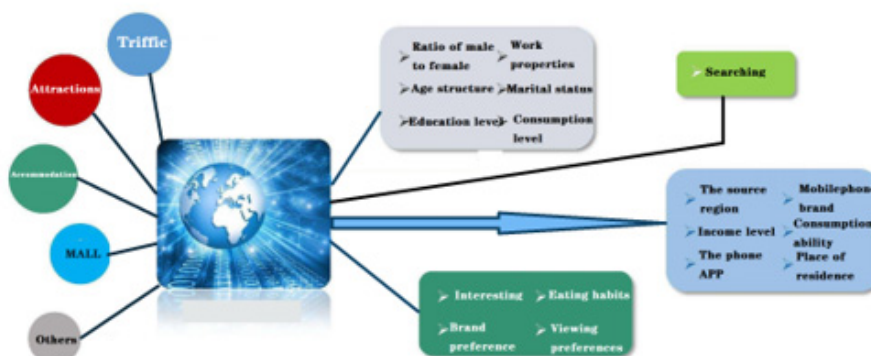 Triffic
Attractions
Accommodation
MALL
Others
Ratio of male
to female
Work
properties
Age structure
Marital status
Education level
Consumption
level
Searching
The source
region
Mobilephone
brand
Income level
Consumption
ability
The phone
APP
Place of
residence
Interesting
Eating habits
Brand
preference
Viewing
preferences